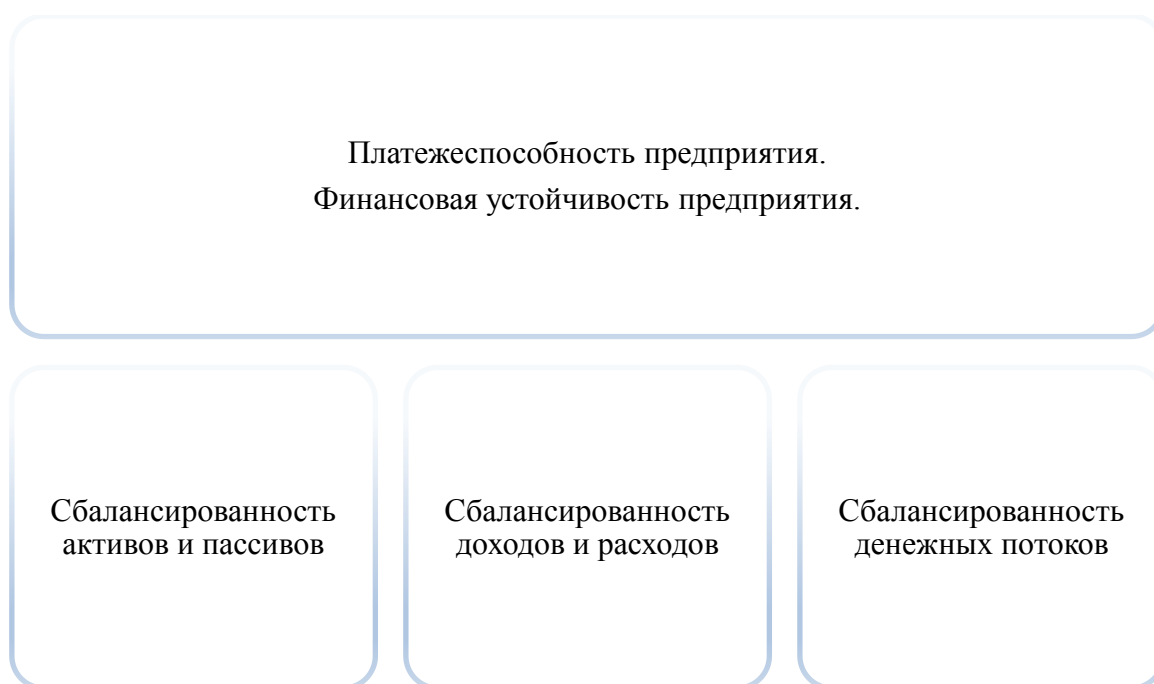 Платежеспособность предприятия.
Финансовая устойчивость предприятия.
Сбалансированность
активов и пассивов
Сбалансированность
доходов и расходов
Сбалансированность
денежных потоков